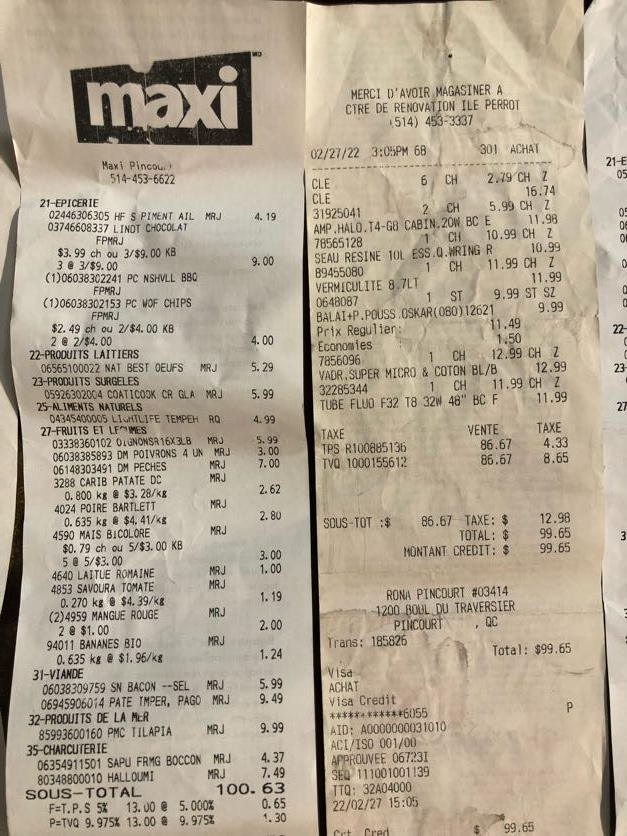 maxi
MD
Maxi Pincou
514-453-6622
21-EPICERIE
02446306305 HF S PIMENT AIL MRJ 4.19
03746608337 LINDT CHOCOLAT
FPMRJ
$3.99 ch ou 3/$9.00 KB
3 @ 3/$9.00 9.00
(1)06038302241 PC NSHVLL BBQ
FPMRJ
(1)06038302153 PC WOF CHIPS
FPMRJ
$2.49 ch ou 2/$4.00 KB
2 @ 2/$4.00 4.00
22-PRODUITS LAITIERS
06565100022 NAT BEST OEUFS MRJ 5.29
23-PRODUITS SURGELES
05926302004 COATICOOK CR GLA MRJ 5.99
25-ALIMENTS NATURELS
04345400005 LIGHTLIFE TEMPEH RQ 4.99
27-FRUITS ET LEGUMES
03338360102 OIGNONSR16X3LB MRJ 5.99
06038385893 DM POIVRONS 4 UN MRJ 3.00
06148303491 DM PECHES MRJ 7.00
3288 CARIB PATATE DC MRJ
0.800 kg @ $3.28/kg 2.62
4024 POIRE BARTLETT MRJ
0.635 kg @ $4.41/kg 2.80
4590 MAIS BICOLORE MRJ
$0.79 ch ou 5/$3.00 KB
5 @ 5/$3.00 3.00
4640 LAITUE ROMAINE MRJ 1.00
4853 SAVOURA TOMATE MRJ
0.270 kg @ $4.39/kg 1.19
(2)4959 MANGUE ROUGE MRJ
2 @ $1.00 2.00
94011 BANANES BIO MRJ
0.635 kg @ $1.96/kg 1.24
31-VIANDE
06038309759 SN BACON --SEL MRJ 5.99
06945906014 PATE IMPER, PAGO MRJ 9.49
32-PRODUITS DE LA MER
85993600160 PMC TILAPIA MRJ 9.99
35-CHARCUTERIE
06354911501 SAPU FRMG BOCCON MRJ 4.37
80348800010 HALLOUMI MRJ 7.49
SOUS-TOTAL 100.63
F=T.P.S 5% 13.00 @ 5.000% 0.65
P=TVQ 9.975% 13.00 @ 9.975% 1.30
MERCI D'AVOIR MAGASINER A
CTRE DE RENOVATION ILE PERROT
(514) 453-3337
02/27/22 3:05PM 68 301 ACHAT
CLE 6 CH 2.79 CH Z
CLE 16.74
31925041 2 CH 5.99 CH Z
AMP.HALO.T4-G8 CABIN.20W BC E 11.98
78565128 1 CH 10.99 CH Z
SEAU RESINE 10L ESS.Q.WRING R 10.99
89455080 1 CH 11.99 CH Z
VERMICULITE 8.7LT 11.99
0648087 1 ST 9.99 ST SZ
BALAI+P.POUSS.OSKAR(080)12621 9.99
Prix Regulier: 11.49
Economies : 1.50
7856096 1 CH 12.99 CH Z
VADR.SUPER MICRO & COTON BL/B 12.99
32285344 1 CH 11.99 CH Z
TUBE FLUO F32 T8 32W 48" BC F 11.99
TAXE VENTE TAXE
TPS R100885136 86.67 4.33
TVQ 1000155612 86.67 8.65
SOUS-TOT :$ 86.67 TAXE: $ 12.98
TOTAL: $ 99.65
MONTANT CREDIT: $ 99.65
RONA PINCOURT #03414
1200 BOUL DU TRAVERSIER
PINCOURT , QC
Trans: 185826 Total: $99.65
Visa
ACHAT
Visa Credit
************6055 P
AID: A0000000031010
ACI/ISO 001/00
APPROUVEE 06723I
SEQ 111001001139
TTQ: 32A04000
22/02/27 15:05
Crt. Cred $ 99.65
21-E
05
22-
23-
27